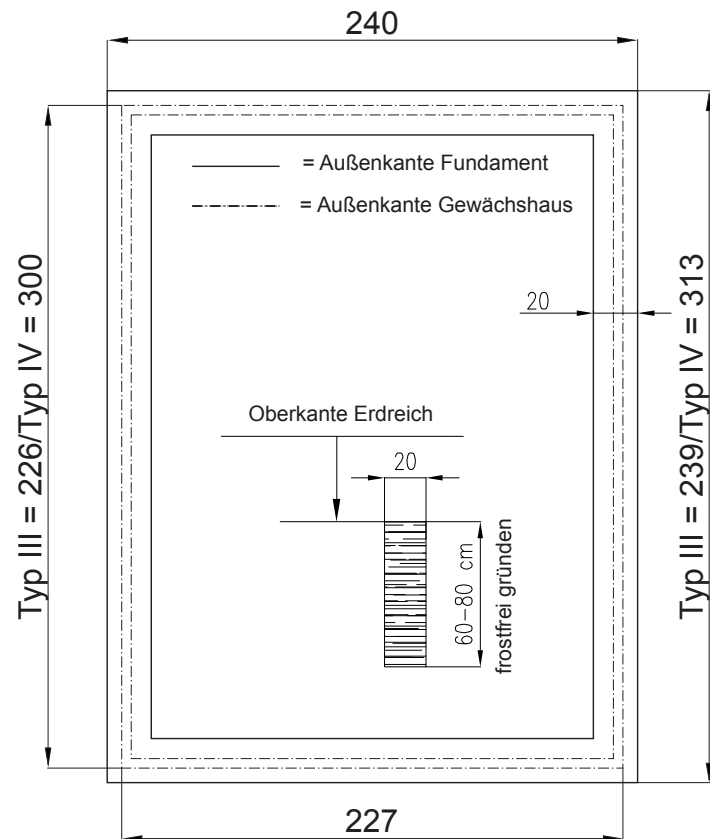 240
= Außenkante Fundament
= Außenkante Gewächshaus
Typ III = 226/Typ IV = 300
20
Typ III = 239/Typ IV = 313
Oberkante Erdreich
20
60-80 cm
frostfrei gründen
227